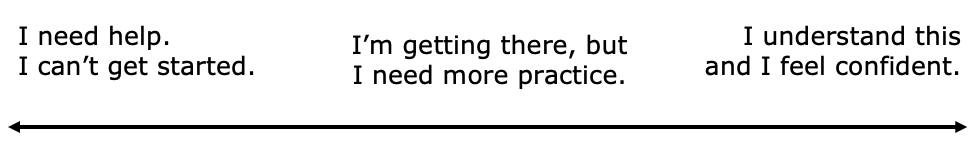 I need help.
I can’t get started.
I’m getting there, but
I need more practice.
I understand this
and I feel confident.